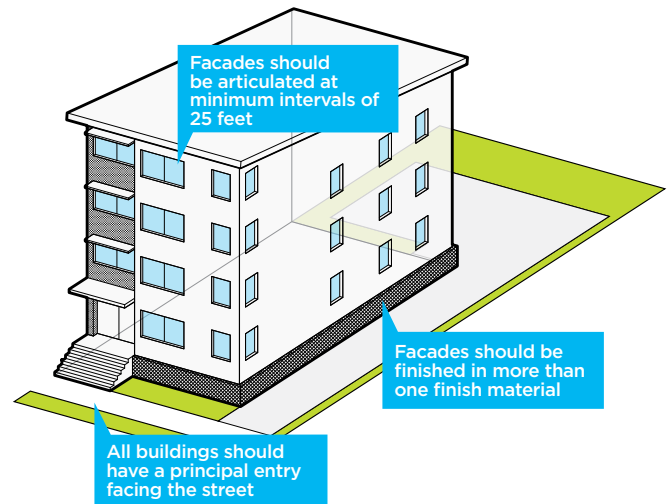 Facades should
be articulated at
minimum intervals of
25 feet
Facades should be
finished in more than
one finish material
All buildings should
have a principal entry
facing the street